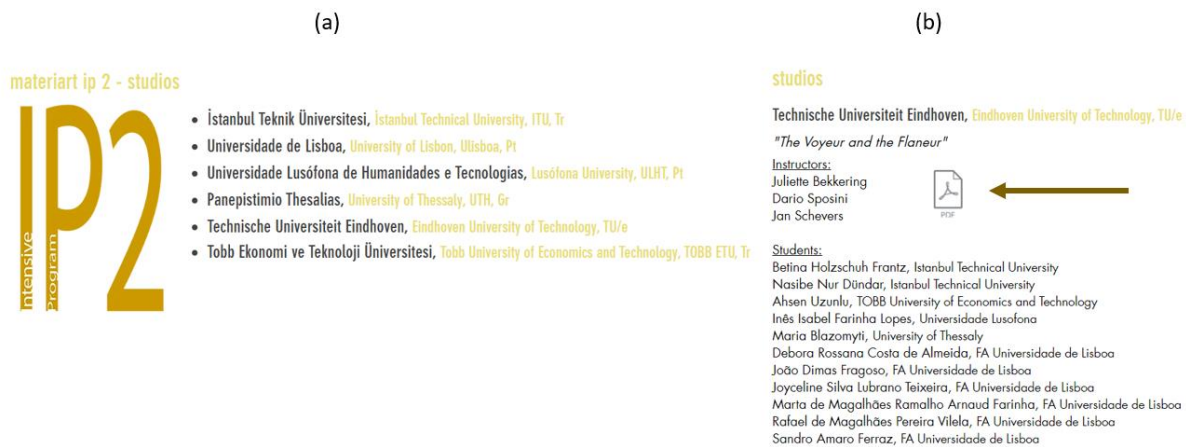 (a)
materiart ip 2 - studios
IP2
Intensive
Program
• İstanbul Teknik Üniversitesi, İstanbul Technical University, ITU, Tr
• Universidade de Lisboa, University of Lisbon, Ulisboa, Pt
• Universidade Lusófona de Humanidades e Tecnologias, Lusófona University, ULHT, Pt
• Panepistimio Thesalias, University of Thessaly, UTH, Gr
• Technische Universiteit Eindhoven, Eindhoven University of Technology, TU/e
• Tobb Ekonomi ve Teknoloji Üniversitesi, Tobb University of Economics and Technology, TOBB ETU, Tr
(b)
studios
Technische Universiteit Eindhoven, Eindhoven University of Technology, TU/e
"The Voyeur and the Flaneur"
Instructors:
Juliette Bekkering
Dario Sposini
Jan Schevers
PDF
Students:
Betina Holzschuh Frantz, Istanbul Technical University
Nasibe Nur Dündar, Istanbul Technical University
Ahsen Uzunlu, TOBB University of Economics and Technology
Inês Isabel Farinha Lopes, Universidade Lusofona
Maria Blazomyti, University of Thessaly
Debora Rossana Costa de Almeida, FA Universidade de Lisboa
João Dimas Fragoso, FA Universidade de Lisboa
Joyceline Silva Lubrano Teixeira, FA Universidade de Lisboa
Marta de Magalhães Ramalho Arnaud Farinha, FA Universidade de Lisboa
Rafael de Magalhães Pereira Vilela, FA Universidade de Lisboa
Sandro Amaro Ferraz, FA Universidade de Lisboa